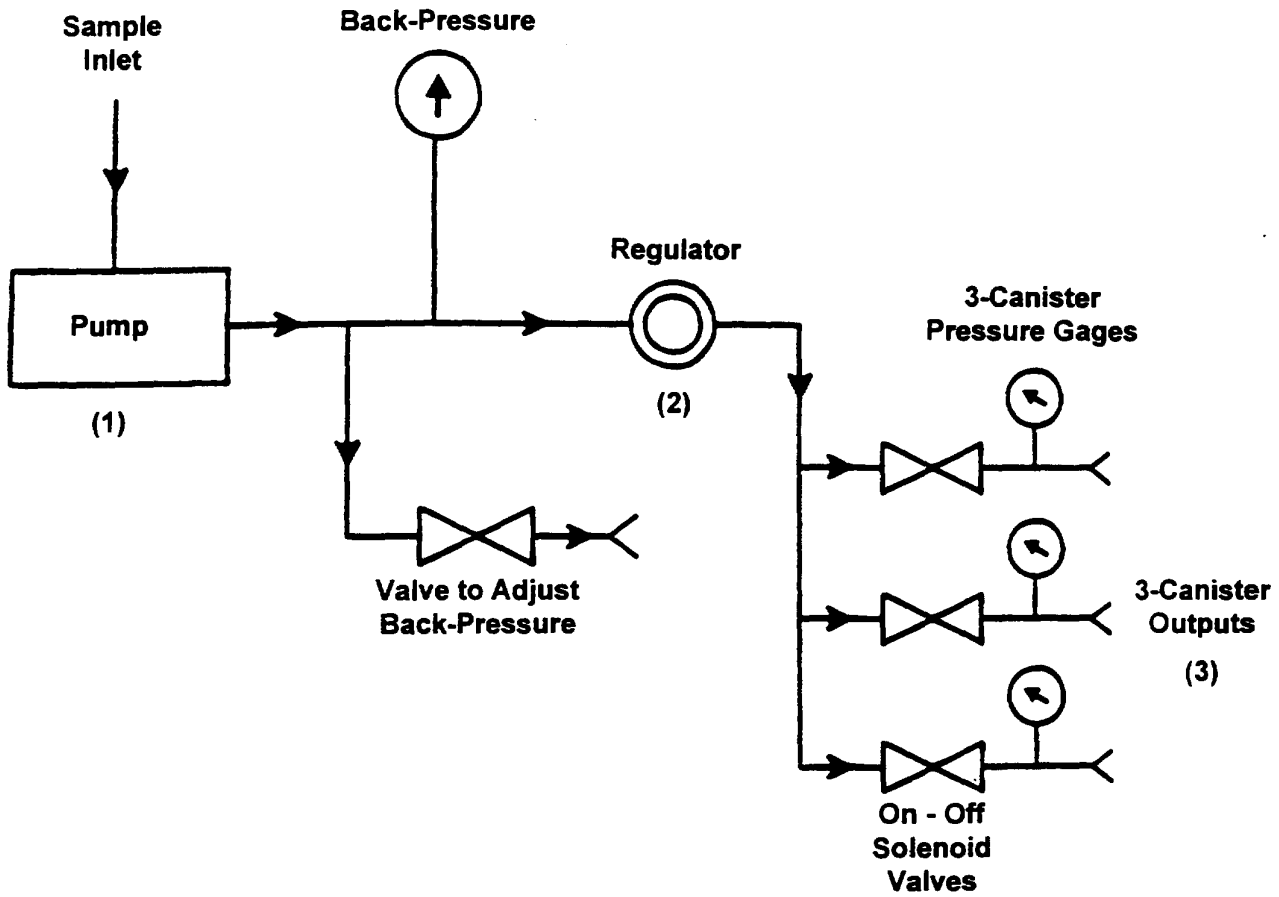 Sample
Inlet
Back-Pressure
Pump
(1)
Regulator
(2)
Valve to Adjust
Back-Pressure
3-Canister
Pressure Gages
3-Canister
Outputs
(3)
On - Off
Solenoid
Valves